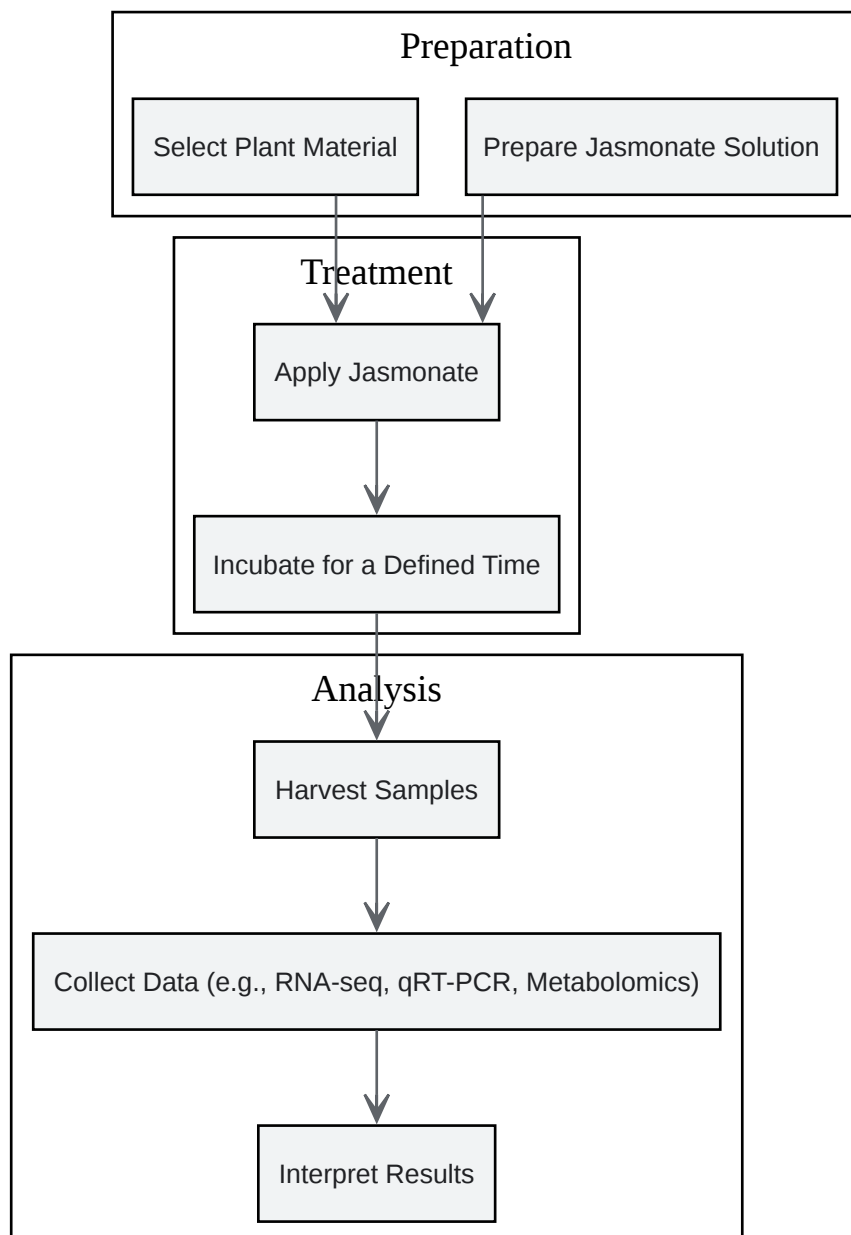 Preparation
Select Plant Material
Prepare Jasmonate Solution
Treatment
Apply Jasmonate
Incubate for a Defined Time
Analysis
Harvest Samples
Collect Data (e.g., RNA-seq, qRT-PCR, Metabolomics)
Interpret Results